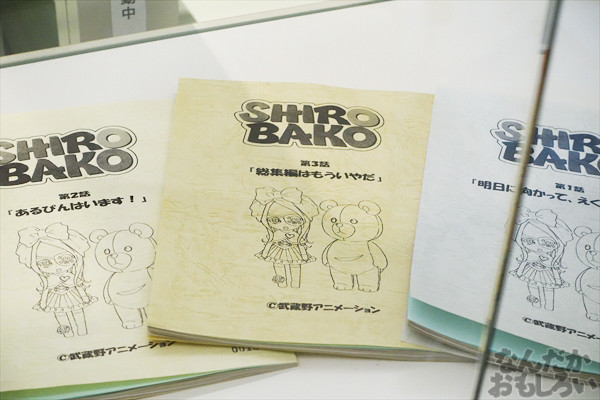 SHIRO
BAKO
第2話
「あるぴんはいます！」
©武蔵野アニメーション
SHIRO
BAKO
第3話
「総集編はもういやだ」
©武蔵野アニメーション
SHIRO
BAKO
第1話
「明日に向かって、えく
©武蔵野アニメ
なんだか
おもしろい